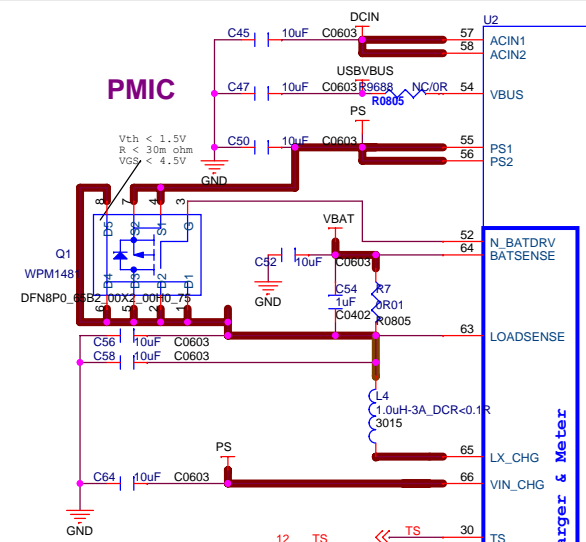 DCIN
U2
C45 10uF C0603
57 ACIN1
58 ACIN2
PMIC
USBVBUS
C47 10uF C0603 R9688 NC/0R 54 VBUS
R0805
PS
Vth < 1.5V
R < 30m ohm
VGS < 4.5V
C50 10uF C0603
55 PS1
56 PS2
GND
8 7 4 3
D5 S2 S1 G
VBAT
52 N_BATDRV
64 BATSENSE
Q1
WPM1481
C52 10uF C0603
D4 D3 D2 D1
GND
C54 R7
1uF 0R01
C0402 R0805
DFN8P0_65B2_00X2_00H0_75
6 5 2 1
63 LOADSENSE
C56 10uF C0603
C58 10uF C0603
L4
1.0uH-3A_DCR<0.1R
3015
PS
65 LX_CHG
C64 10uF C0603
66 VIN_CHG
arger & Meter
GND
12 TS TS 30 TS